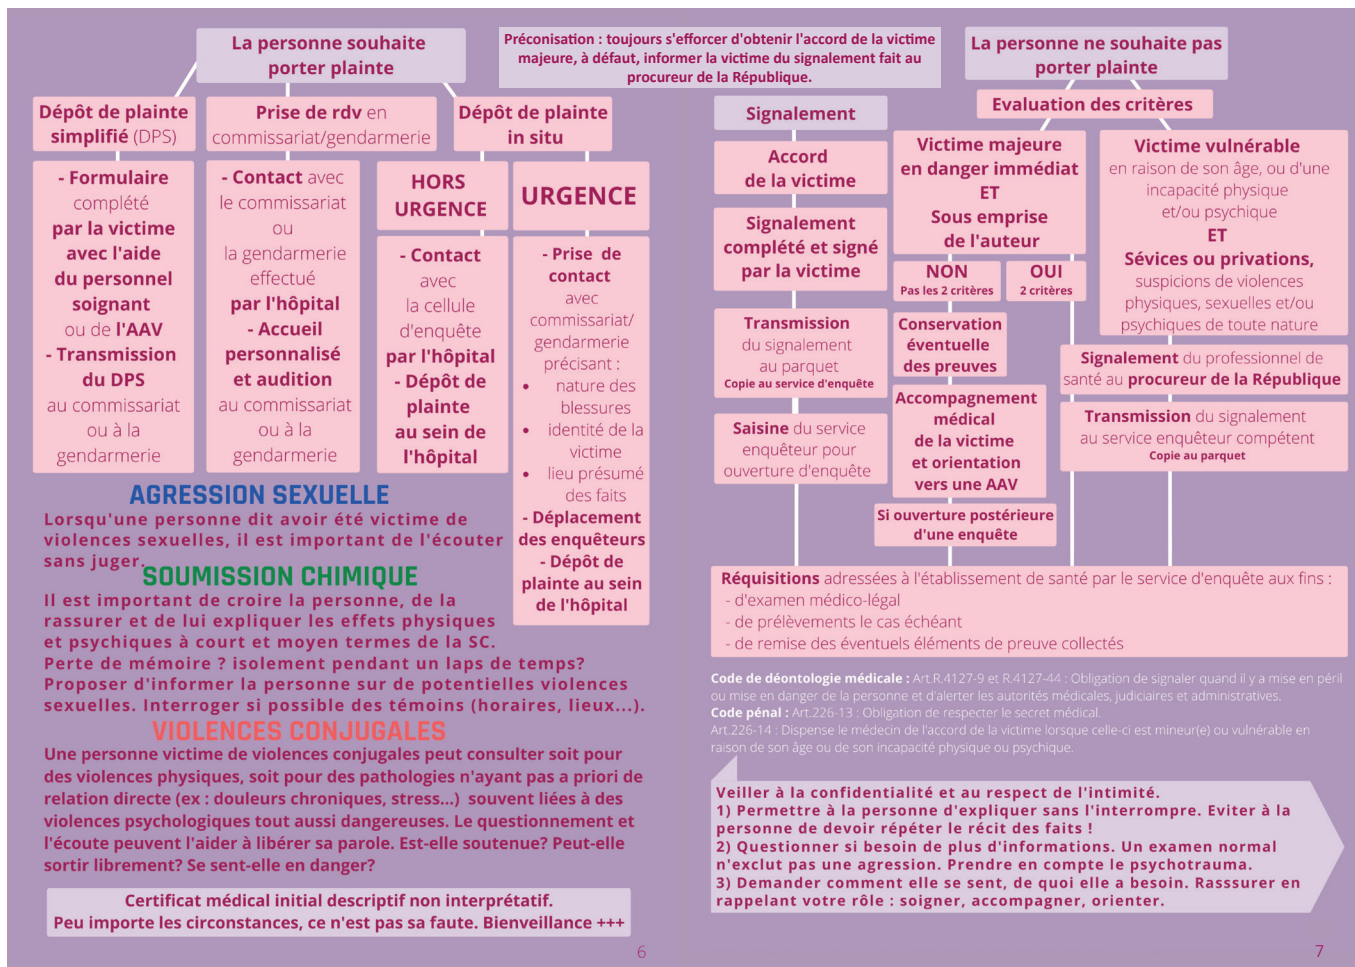 La personne souhaite
porter plainte
Dépôt de plainte
simplifié (DPS)
Prise de rdv en
commissariat/gendarmerie
Dépôt de plainte
in situ
- Formulaire
complété
par la victime
avec l'aide
du personnel
soignant
ou de l'AAV
- Transmission
du DPS
au commissariat
ou à la
gendarmerie
- Contact avec
le commissariat
ou
la gendarmerie
effectué
par l'hôpital
- Accueil
personnalisé
et audition
au commissariat
ou à la
gendarmerie
HORS
URGENCE
- Contact
avec
la cellule
d'enquête
par l'hôpital
- Dépôt de
plainte
au sein de
l'hôpital
URGENCE
- Prise de
contact
avec
commissariat/
gendarmerie
précisant :
• nature des
blessures
• identité de la
victime
• lieu présumé
des faits
- Déplacement
des enquêteurs
- Dépôt de
plainte au sein
de l'hôpital
AGRESSION SEXUELLE
Lorsqu'une personne dit avoir été victime de
violences sexuelles, il est important de l'écouter
sans juger.
SOUMISSION CHIMIQUE
Il est important de croire la personne, de la
rassurer et de lui expliquer les effets physiques
et psychiques à court et moyen termes de la SC.
Perte de mémoire ? isolement pendant un laps de temps?
Proposer d'informer la personne sur de potentielles violences
sexuelles. Interroger si possible des témoins (horaires, lieux...).
VIOLENCES CONJUGALES
Une personne victime de violences conjugales peut consulter soit pour
des violences physiques, soit pour des pathologies n'ayant pas a priori de
relation directe (ex : douleurs chroniques, stress...) souvent liées à des
violences psychologiques tout aussi dangereuses. Le questionnement et
l'écoute peuvent l'aider à libérer sa parole. Est-elle soutenue? Peut-elle
sortir librement? Se sent-elle en danger?
Certificat médical initial descriptif non interprétatif.
Peu importe les circonstances, ce n'est pas sa faute. Bienveillance +++
6
Préconisation : toujours s'efforcer d'obtenir l'accord de la victime
majeure, à défaut, informer la victime du signalement fait au
procureur de la République.
La personne ne souhaite pas
porter plainte
Signalement
Accord
de la victime
Signalement
complété et signé
par la victime
Transmission
du signalement
au parquet
Copie au service d'enquête
Saisine du service
enquêteur pour
ouverture d'enquête
Evaluation des critères
Victime majeure
en danger immédiat
ET
Sous emprise
de l'auteur
NON
Pas les 2 critères
OUI
2 critères
Conservation
éventuelle
des preuves
Accompagnement
médical
de la victime
et orientation
vers une AAV
Si ouverture postérieure
d'une enquête
Victime vulnérable
en raison de son âge, ou d'une
incapacité physique
et/ou psychique
ET
Sévices ou privations,
suspicions de violences
physiques, sexuelles et/ou
psychiques de toute nature
Signalement du professionnel de
santé au procureur de la République
Transmission du signalement
au service enquêteur compétent
Copie au parquet
Réquisitions adressées à l'établissement de santé par le service d'enquête aux fins :
- d'examen médico-légal
- de prélèvements le cas échéant
- de remise des éventuels éléments de preuve collectés
Code de déontologie médicale : Art.R.4127-9 et R.4127-44 : Obligation de signaler quand il y a mise en péril
ou mise en danger de la personne et d'alerter les autorités médicales, judiciaires et administratives.
Code pénal : Art.226-13 : Obligation de respecter le secret médical.
Art.226-14 : Dispense le médecin de l'accord de la victime lorsque celle-ci est mineur(e) ou vulnérable en
raison de son âge ou de son incapacité physique ou psychique.
Veiller à la confidentialité et au respect de l'intimité.
1) Permettre à la personne d'expliquer sans l'interrompre. Eviter à la
personne de devoir répéter le récit des faits !
2) Questionner si besoin de plus d'informations. Un examen normal
n'exclut pas une agression. Prendre en compte le psychotrauma.
3) Demander comment elle se sent, de quoi elle a besoin. Rasssurer en
rappelant votre rôle : soigner, accompagner, orienter.
7